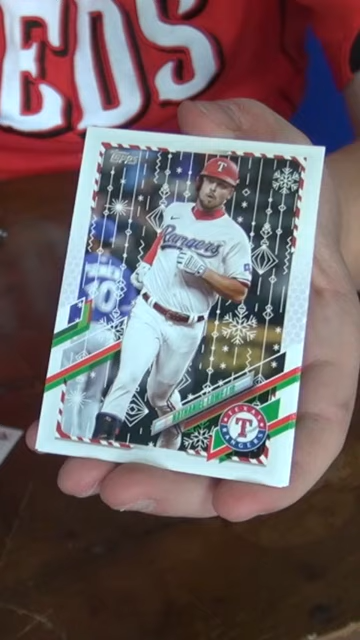 EDS
TOPPS
T
Rangers
TEXAS
T
RANGERS